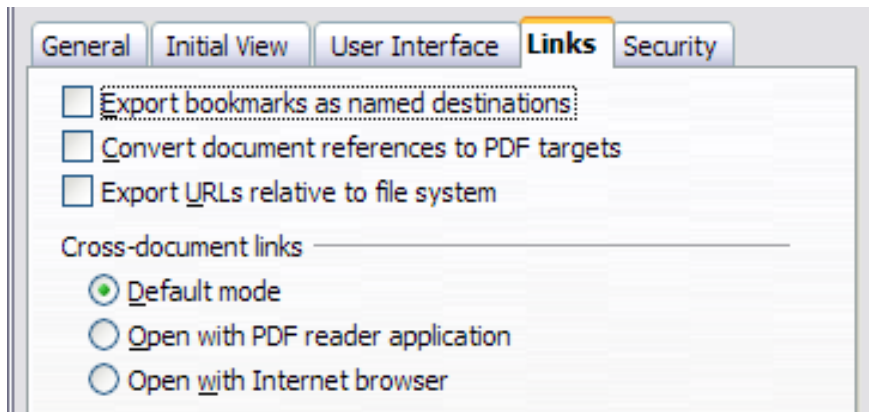 General Initial View User Interface Links Security
Export bookmarks as named destinations
Convert document references to PDF targets
Export URLs relative to file system
Cross-document links
Default mode
Open with PDF reader application
Open with Internet browser